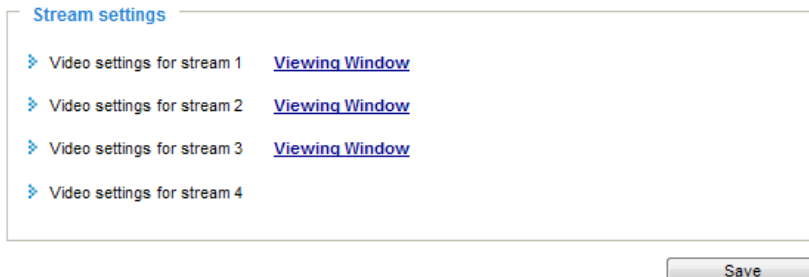 Stream settings
Video settings for stream 1 Viewing Window
Video settings for stream 2 Viewing Window
Video settings for stream 3 Viewing Window
Video settings for stream 4
Save